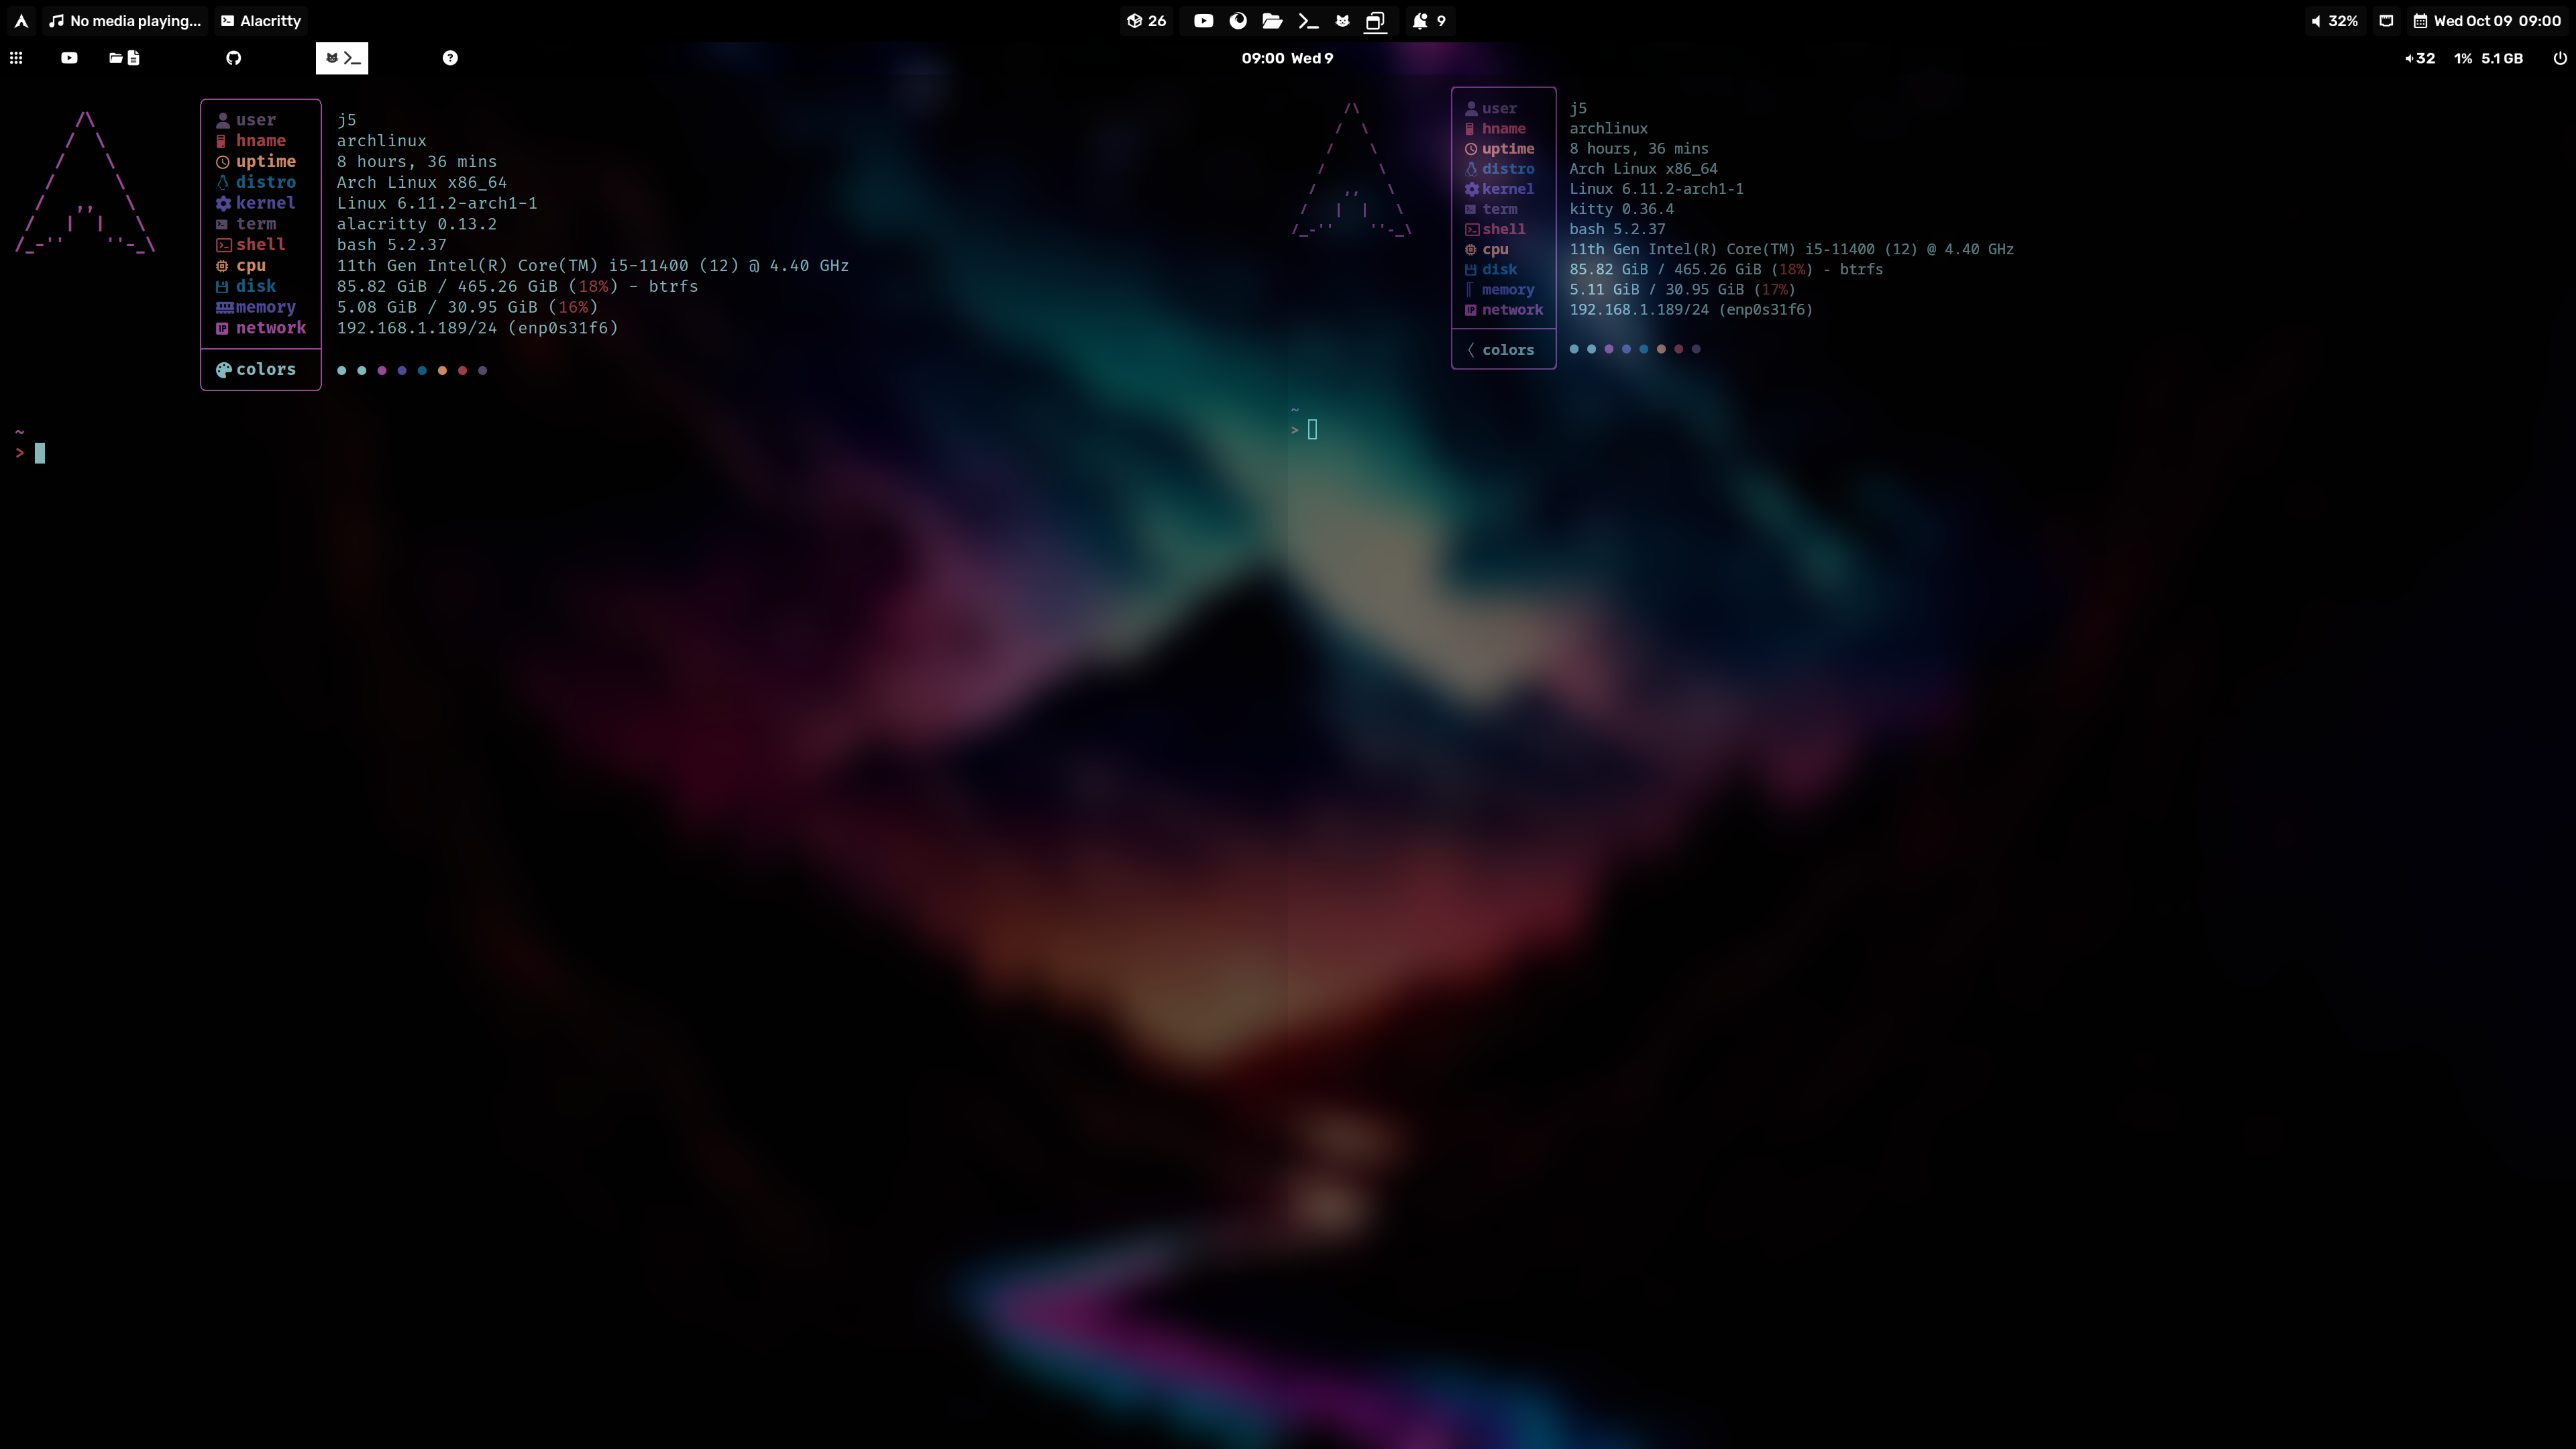 No media playing... Alacritty 26 9 32% Wed Oct 09 09:00
09:00 Wed 9 32 1% 5.1 GB
user j5
hname archlinux
uptime 8 hours, 36 mins
distro Arch Linux x86_64
kernel Linux 6.11.2-arch1-1
term alacritty 0.13.2
shell bash 5.2.37
cpu 11th Gen Intel(R) Core(TM) i5-11400 (12) @ 4.40 GHz
disk 85.82 GiB / 465.26 GiB (18%) - btrfs
memory 5.08 GiB / 30.95 GiB (16%)
network 192.168.1.189/24 (enp0s31f6)
colors
~
>
user j5
hname archlinux
uptime 8 hours, 36 mins
distro Arch Linux x86_64
kernel Linux 6.11.2-arch1-1
term kitty 0.36.4
shell bash 5.2.37
cpu 11th Gen Intel(R) Core(TM) i5-11400 (12) @ 4.40 GHz
disk 85.82 GiB / 465.26 GiB (18%) - btrfs
memory 5.11 GiB / 30.95 GiB (17%)
network 192.168.1.189/24 (enp0s31f6)
colors
~
>